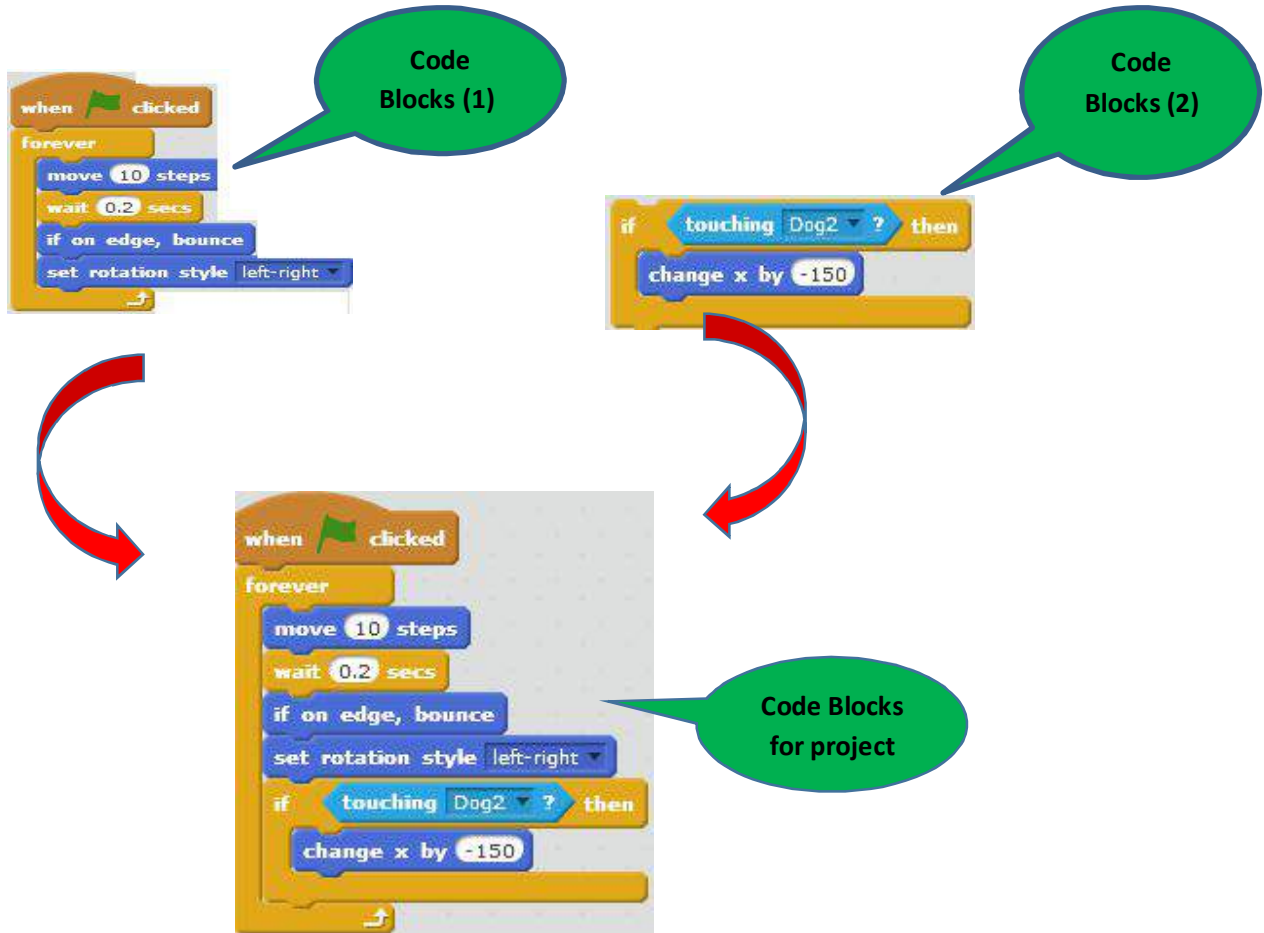 Code
Blocks (1)
when clicked
forever
move 10 steps
wait 0.2 secs
if on edge, bounce
set rotation style left-right
Code
Blocks (2)
if touching Dog2 ? then
change x by -150
when clicked
forever
move 10 steps
wait 0.2 secs
if on edge, bounce
set rotation style left-right
if touching Dog2 ? then
change x by -150
Code Blocks
for project